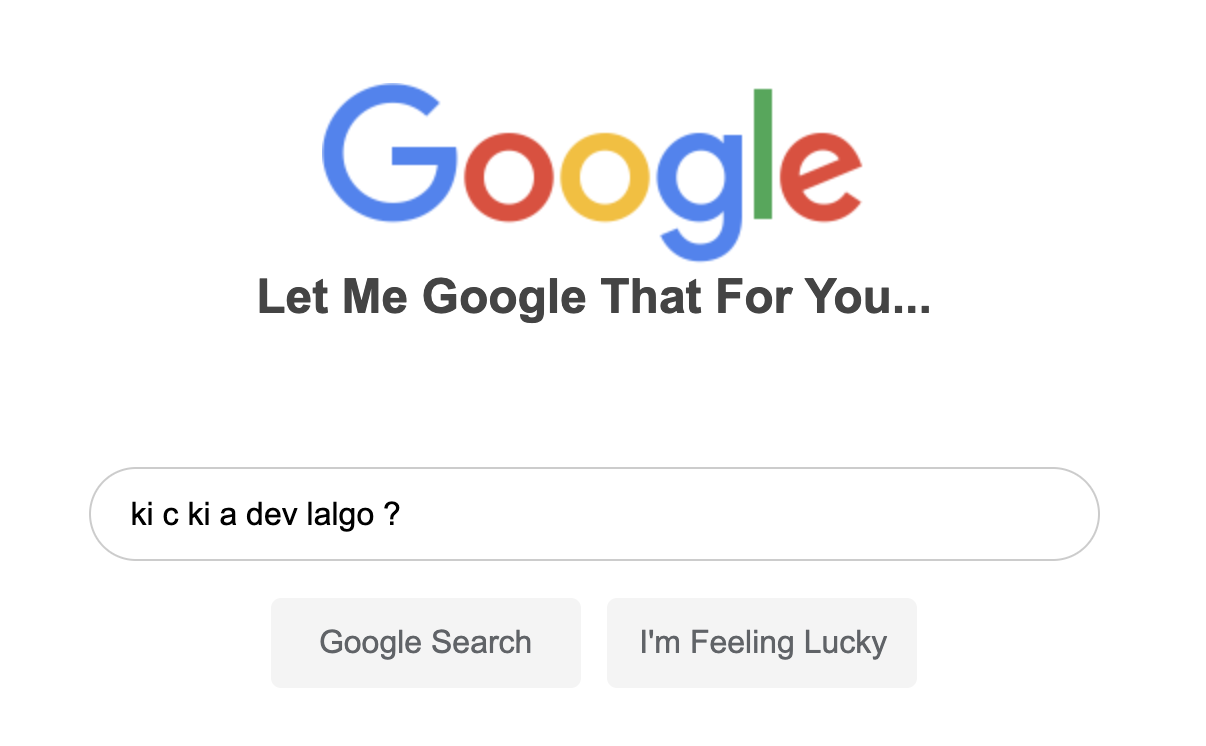 Google
Let Me Google That For You...
ki c ki a dev lalgo ?
Google Search
I'm Feeling Lucky